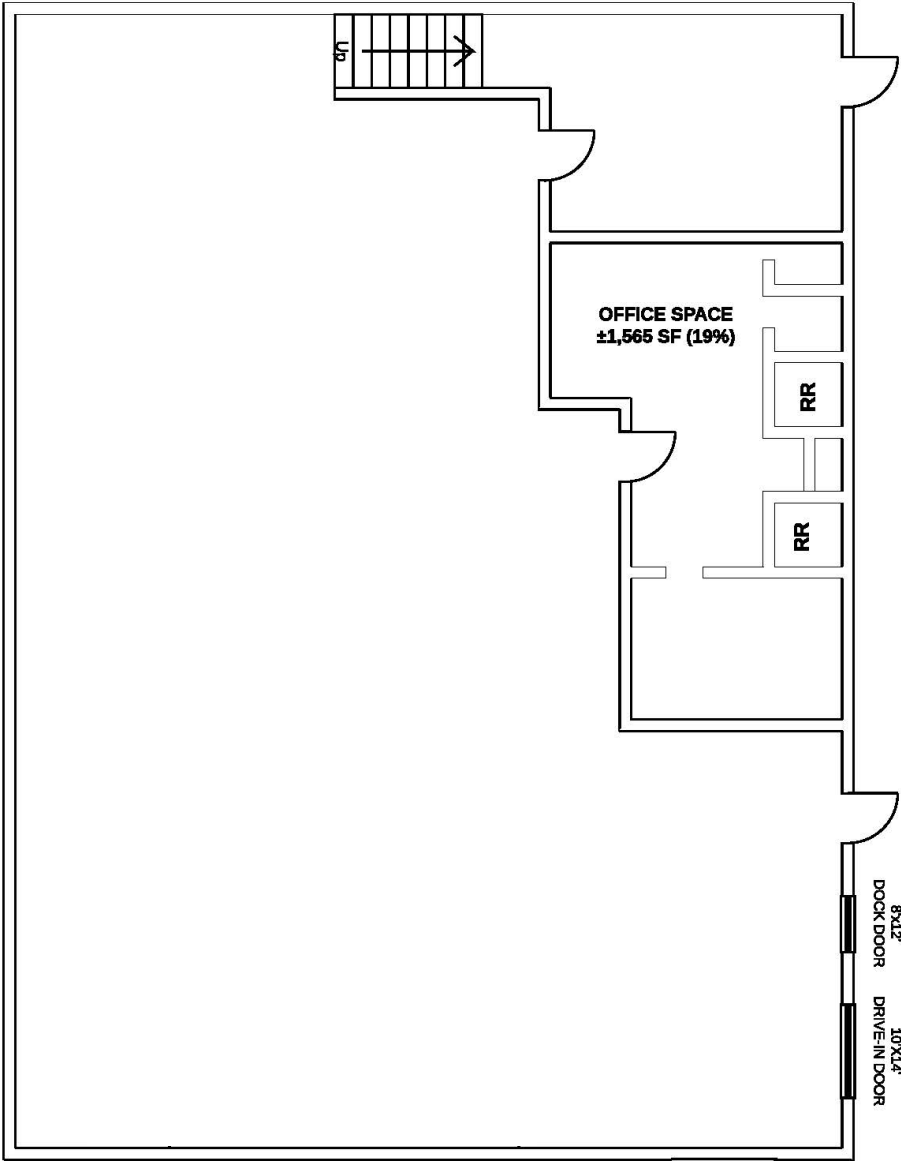 Up
OFFICE SPACE
±1,565 SF (19%)
RR
RR
8'x12'
DOCK DOOR
10'X14'
DRIVE-IN DOOR